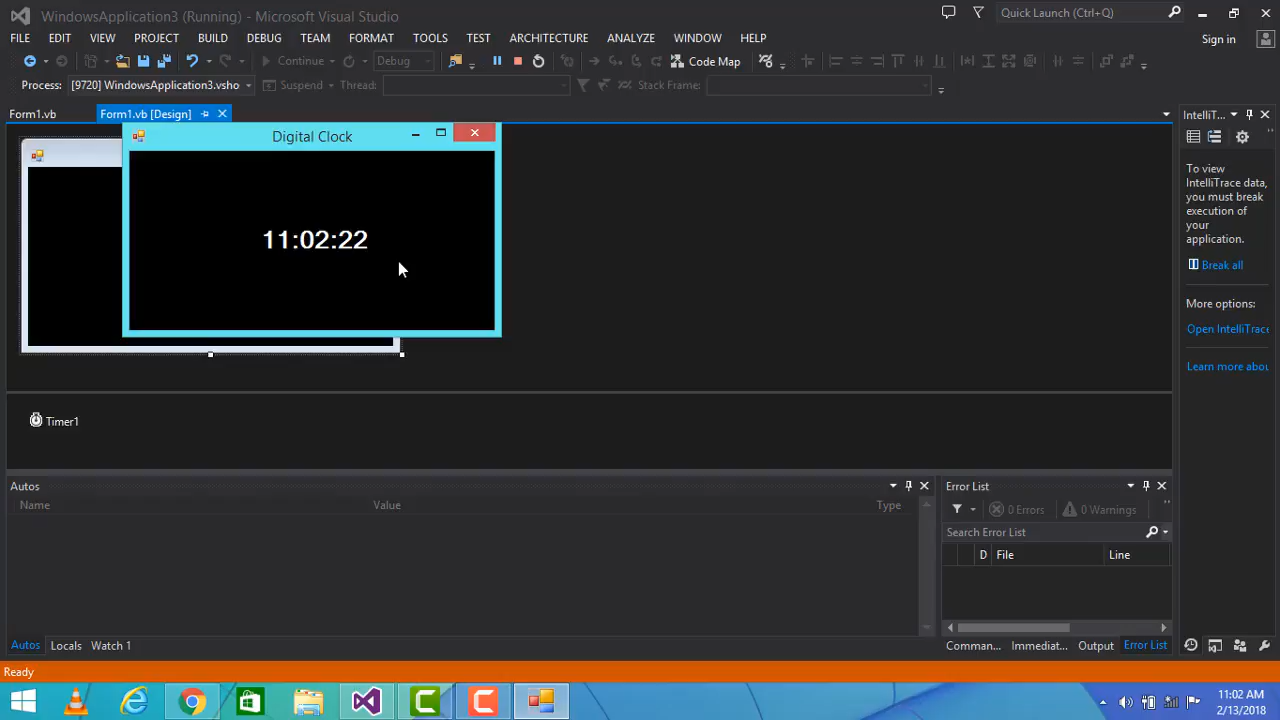 WindowsApplication3 (Running) - Microsoft Visual Studio
Quick Launch (Ctrl+Q)
FILE EDIT VIEW PROJECT BUILD DEBUG TEAM FORMAT TOOLS TEST ARCHITECTURE ANALYZE WINDOW HELP
Sign in
Continue Debug Code Map
Process: [9720] WindowsApplication3.vsho Suspend Thread: Stack Frame:
Form1.vb Form1.vb [Design]
IntelliT...
Digital Clock
11:02:22
To view
IntelliTrace data,
you must break
execution of
your
application.
Break all
More options:
Open IntelliTrace
Learn more abou
Timer1
Autos
Name Value Type
Error List
0 Errors 0 Warnings
Search Error List
D File Line
Autos Locals Watch 1
Comman... Immediat... Output Error List
Ready
11:02 AM
2/13/2018